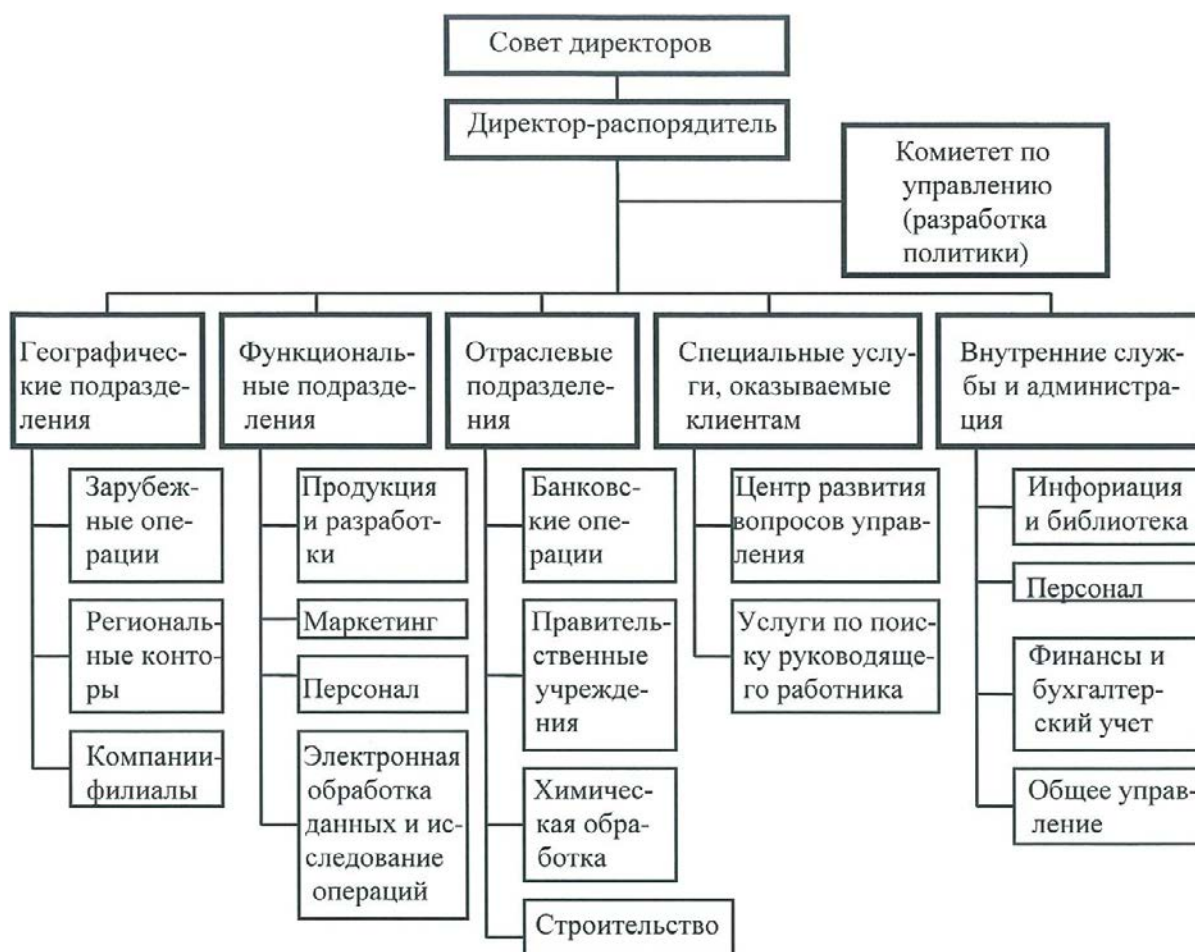 Совет директоров
Директор-распорядитель
Комиетет по
управлению
(разработка
политики)
Географичес-
кие подразде-
ления
Функциональ-
ные подразде-
ления
Отраслевые
подразделе-
ния
Специальные услу-
ги, оказываемые
клиентам
Внутренние служ-
бы и администра-
ция
Зарубеж-
ные опе-
рации
Региональ-
ные конто-
ры
Компании-
филиалы
Продукция
и разработ-
ки
Маркетинг
Персонал
Электронная
обработка
данных и ис-
следование
операций
Банковс-
кие опе-
рации
Правитель-
ственные
учрежде-
ния
Химичес-
кая обра-
ботка
Строительство
Центр развития
вопросов управ-
ления
Услуги по поис-
ку руководяще-
го работника
Инфориация
и библиотека
Персонал
Финансы и
бухгалтер-
ский учет
Общее управ-
ление